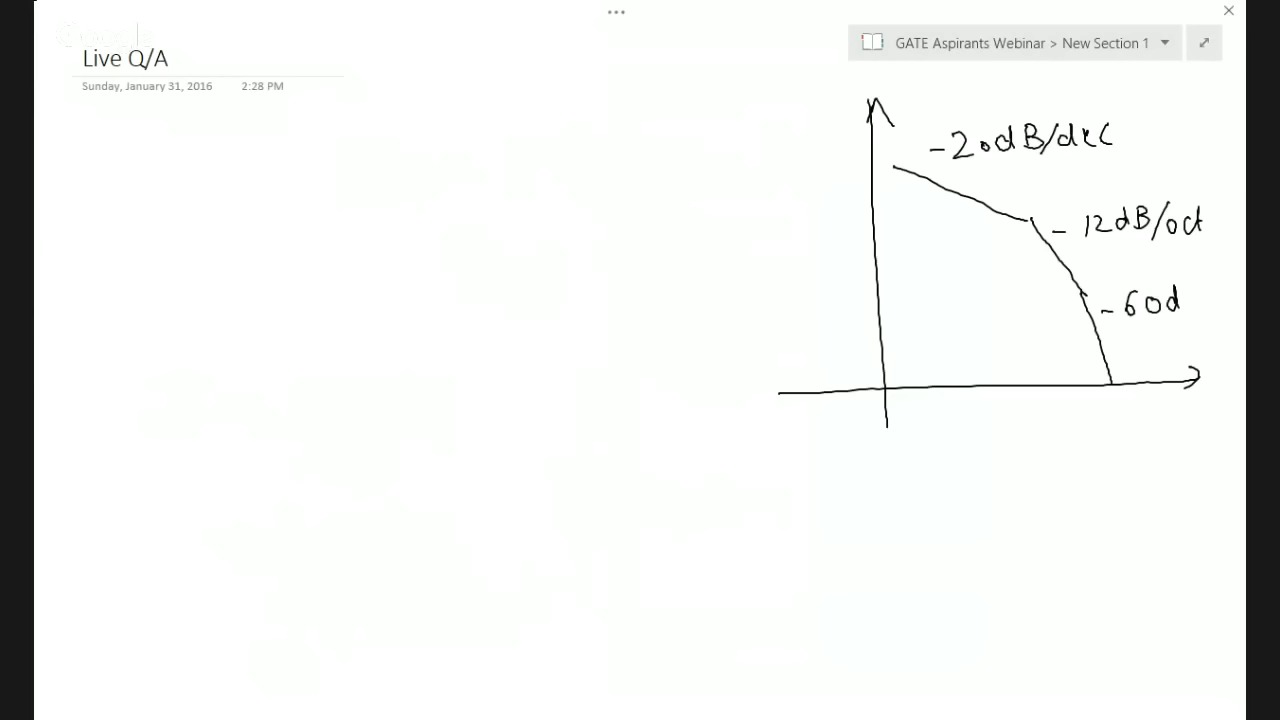 Live Q/A
Sunday, January 31, 2016 2:28 PM
GATE Aspirants Webinar > New Section 1
-20dB/dec
- 12dB/oct
-60d